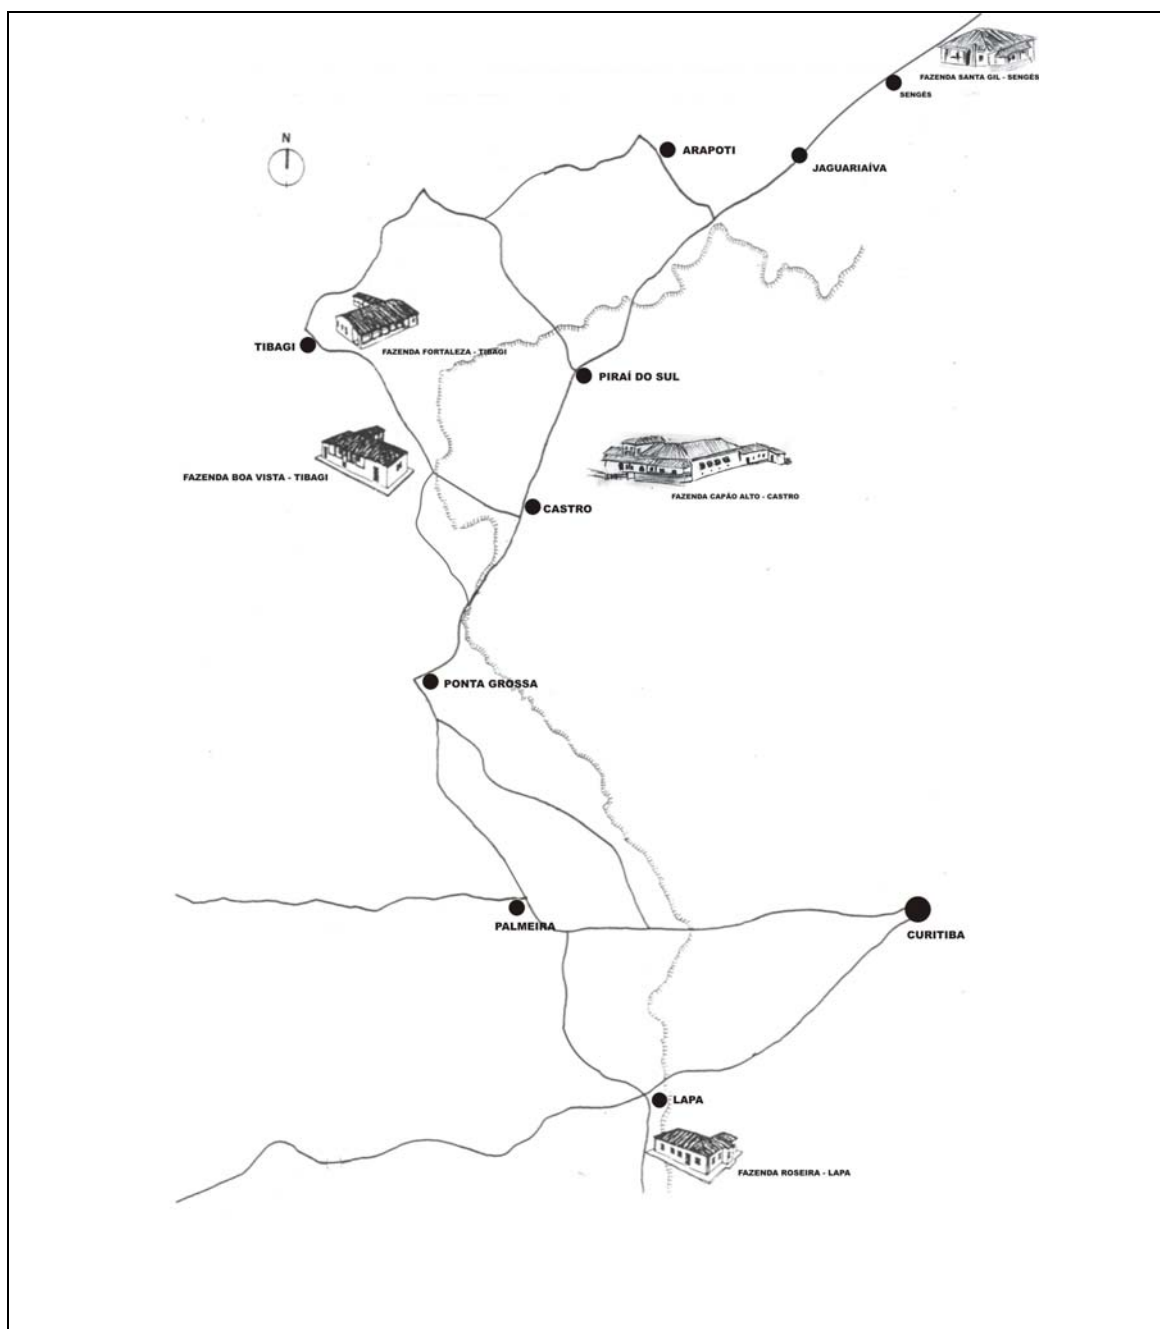 FAZENDA SANTA GIL - SENGÉS
SENGÉS
N
ARAPOTI
JAGUARIAÍVA
TIBAGI
FAZENDA FORTALEZA - TIBAGI
PIRAÍ DO SUL
FAZENDA BOA VISTA - TIBAGI
FAZENDA CAPÃO ALTO - CASTRO
CASTRO
PONTA GROSSA
PALMEIRA
CURITIBA
LAPA
FAZENDA ROSEIRA - LAPA